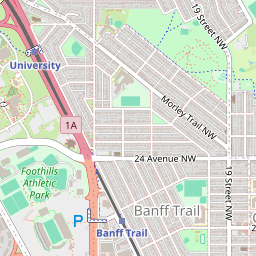 19 Street NW
University
Morley Trail NW
1A
24 Avenue NW
Foothills
Athletic
Park
19 Street NW
P
Banff Trail
Banff Trail